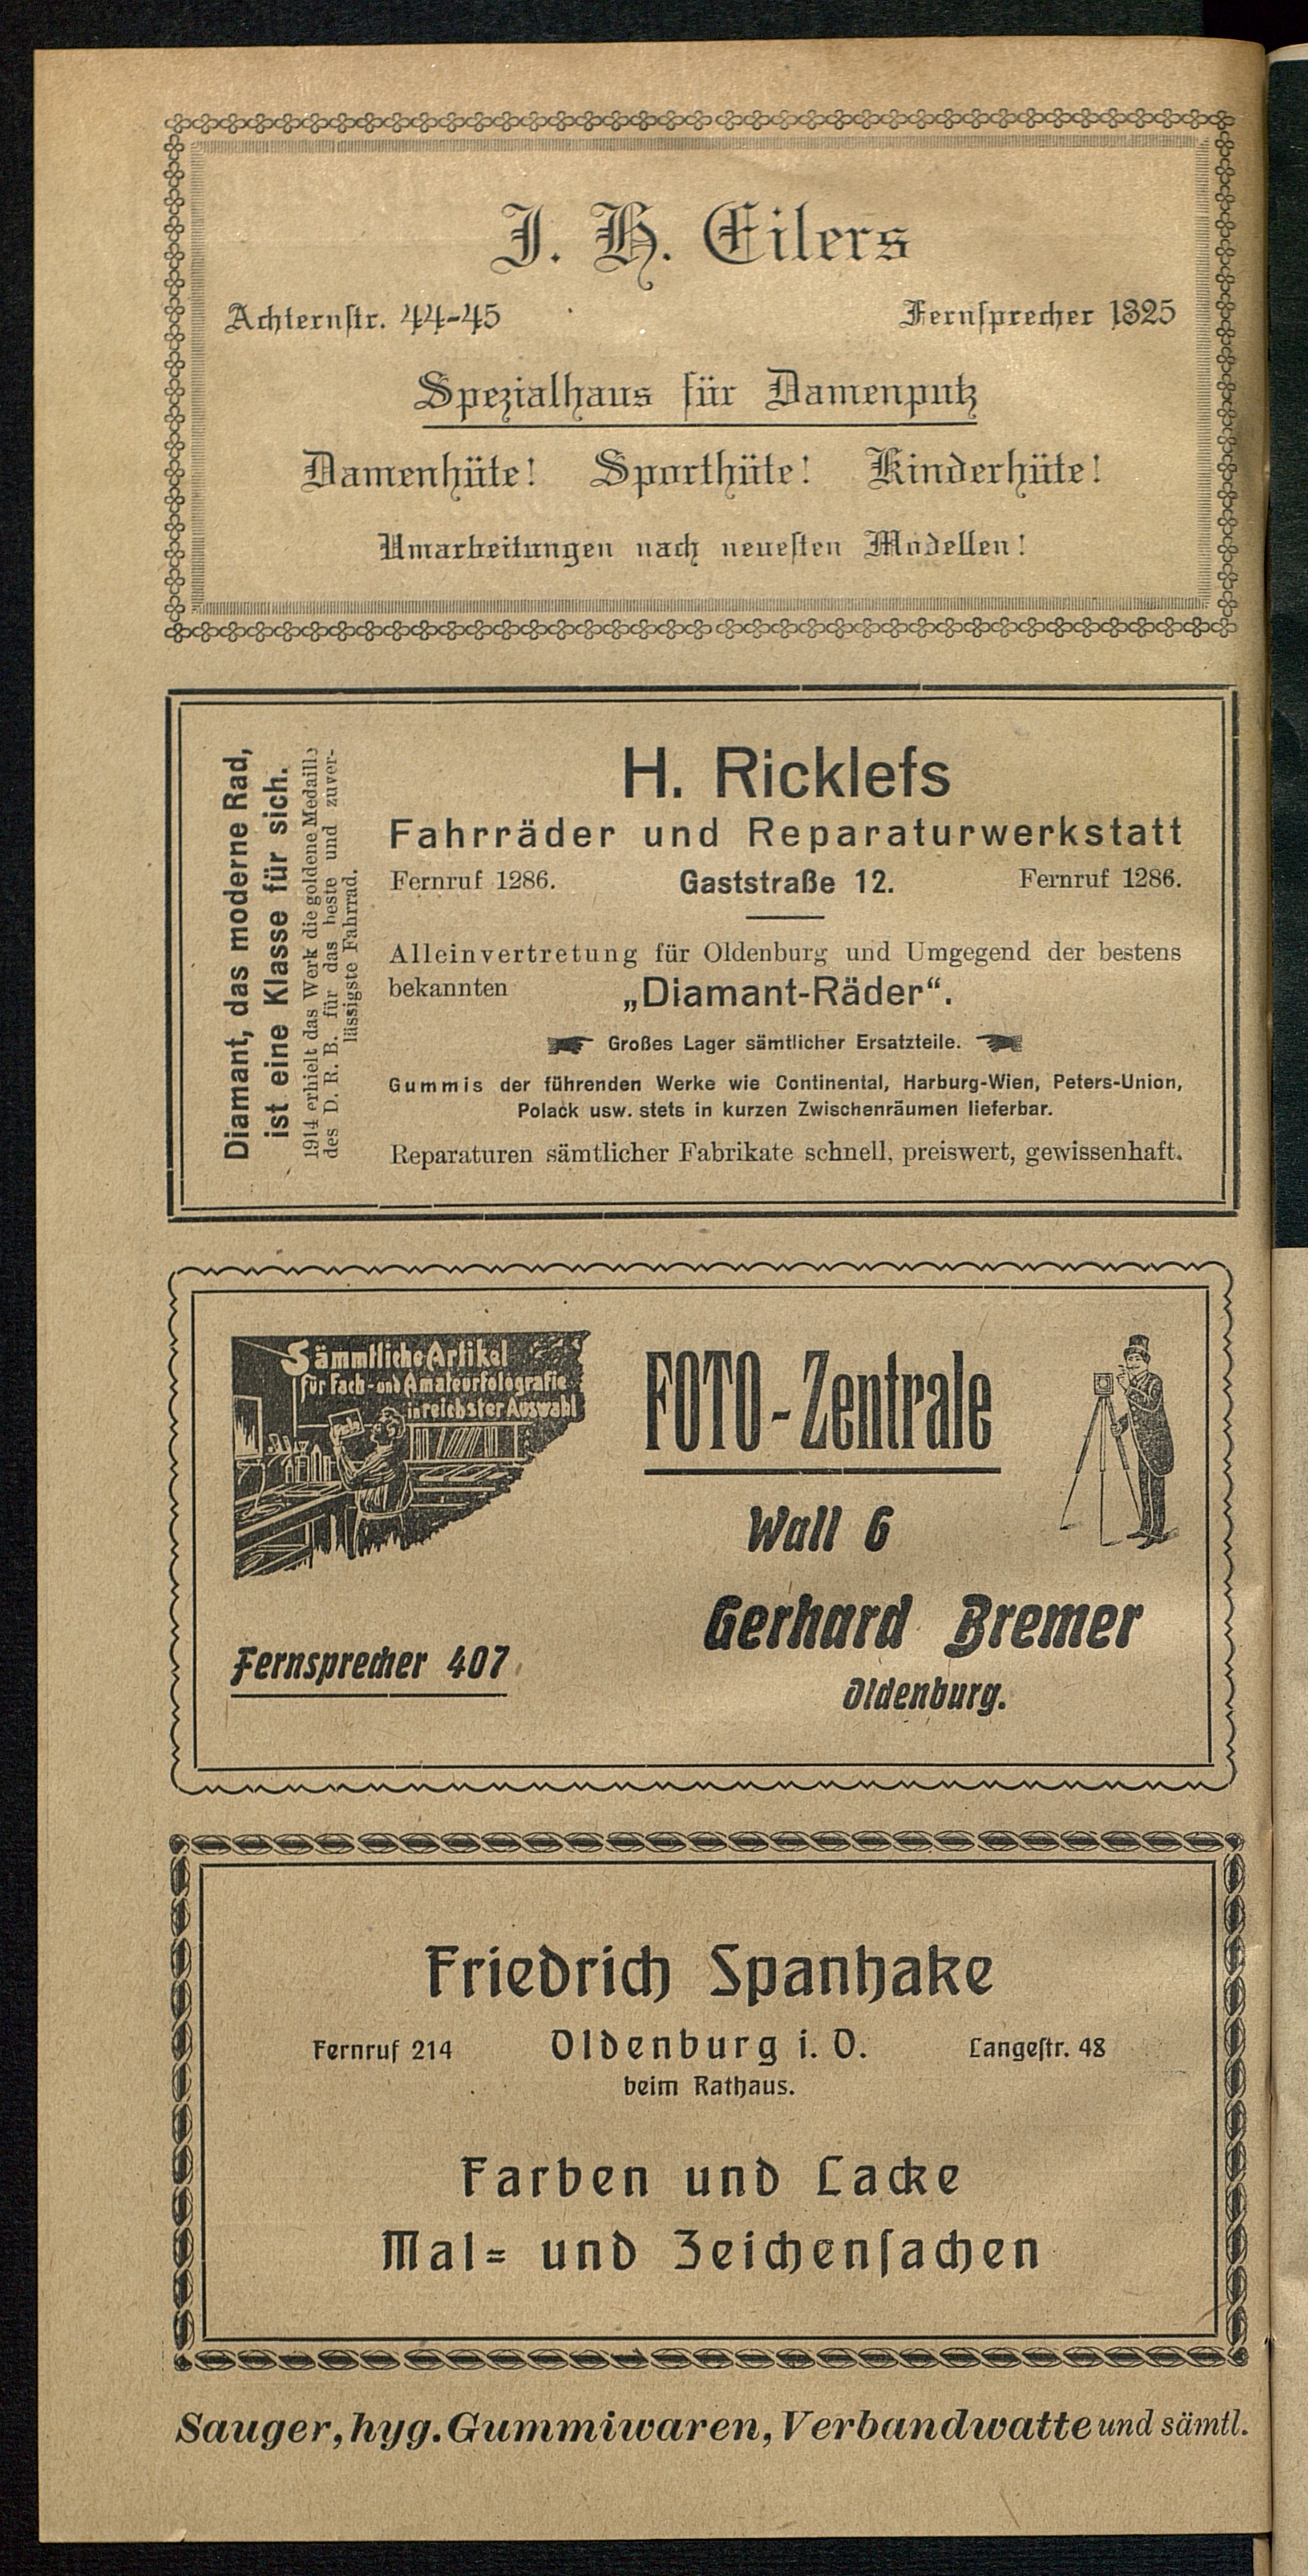 J. H. Eilers
Achternstr. 44-45 Fernsprecher 1325
Spezialhaus für Damenputz
Damenhüte! Sporthüte! Kinderhüte!
Umarbeitungen nach neuesten Modellen!
Diamant, das moderne Rad,
ist eine Klasse für sich.
1914 erhielt das Werk die goldene Medaille
des D. R. B. für das beste und zuver-
lässigste Fahrrad.
H. Ricklefs
Fahrräder und Reparaturwerkstatt
Fernruf 1286. Gaststraße 12. Fernruf 1286.
Alleinvertretung für Oldenburg und Umgegend der bestens
bekannten „Diamant-Räder“.
Großes Lager sämtlicher Ersatzteile.
Gummis der führenden Werke wie Continental, Harburg-Wien, Peters-Union,
Polack usw. stets in kurzen Zwischenräumen lieferbar.
Reparaturen sämtlicher Fabrikate schnell, preiswert, gewissenhaft.
Sämmtliche Artikel
für Fach- und Amateurfotografie
in reichster Auswahl
FOTO-Zentrale
Wall 6
Gerhard Bremer
Fernsprecher 407
Oldenburg.
Friedrich Spanhake
Fernruf 214 Oldenburg i. O. Langestr. 48
beim Rathaus.
Farben und Lacke
Mal= und Zeichensachen
Sauger, hyg. Gummiwaren, Verbandwatte und sämtl.